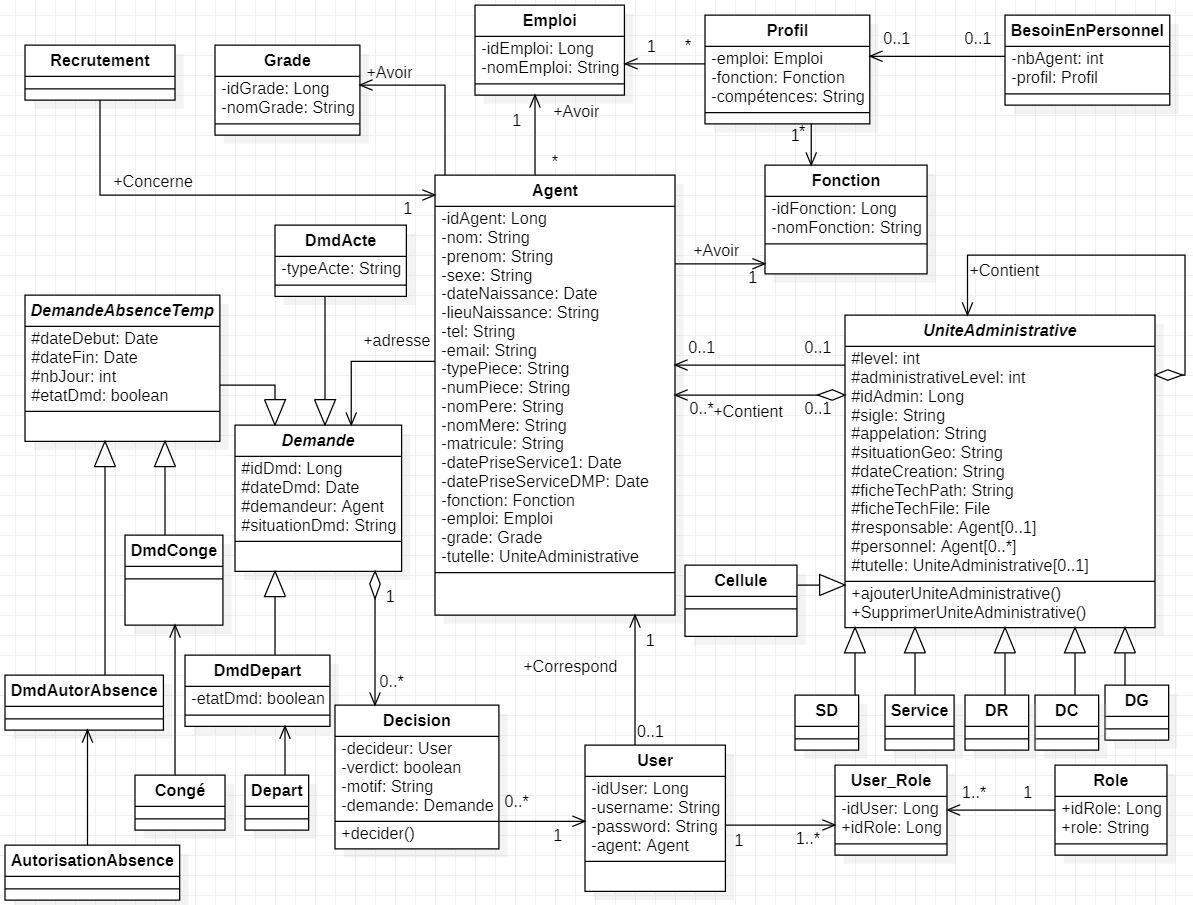 Emploi
-idEmploi: Long
-nomEmploi: String
Profil
-emploi: Emploi
-fonction: Fonction
-compétences: String
BesoinEnPersonnel
-nbAgent: int
-profil: Profil
1
*
0..1
0..1
Recrutement
Grade
-idGrade: Long
-nomGrade: String
+Avoir
+Avoir
1
*
1*
+Concerne
1
Fonction
-idFonction: Long
-nomFonction: String
+Avoir
1
Agent
-idAgent: Long
-nom: String
-prenom: String
-sexe: String
-dateNaissance: Date
-lieuNaissance: String
-tel: String
-email: String
-typePiece: String
-numPiece: String
-nomPere: String
-nomMere: String
-matricule: String
-datePriseService1: Date
-datePriseServiceDMP: Date
-fonction: Fonction
-emploi: Emploi
-grade: Grade
-tutelle: UniteAdministrative
DmdActe
-typeActe: String
DemandeAbsenceTemp
#dateDebut: Date
#dateFin: Date
#nbJour: int
#etatDmd: boolean
+adresse
Demande
#idDmd: Long
#dateDmd: Date
#demandeur: Agent
#situationDmd: String
+Contient
UniteAdministrative
#level: int
#administrativeLevel: int
#idAdmin: Long
#sigle: String
#appelation: String
#situationGeo: String
#dateCreation: String
#ficheTechPath: String
#ficheTechFile: File
#responsable: Agent[0..1]
#personnel: Agent[0..*]
#tutelle: UniteAdministrative[0..1]
+ajouterUniteAdministrative()
+SupprimerUniteAdministrative()
0..1
0..1
0..*
+Contient
0..1
DmdConge
Cellule
1
0..*
DmdAutorAbsence
DmdDepart
-etatDmd: boolean
+Correspond
1
0..1
SD
Service
DR
DC
DG
Decision
-decideur: User
-verdict: boolean
-motif: String
-demande: Demande
+decider()
0..*
1
User
-idUser: Long
-username: String
-password: String
-agent: Agent
1
1..*
User_Role
-idUser: Long
+idRole: Long
1..*
1
Role
+idRole: Long
+role: String
Congé
Depart
AutorisationAbsence